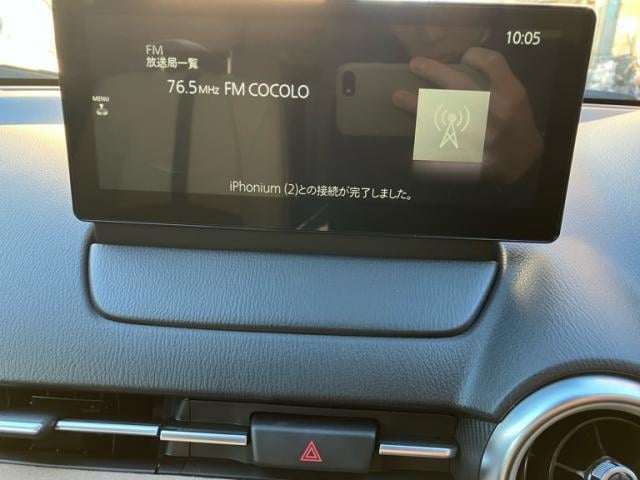 FM
10:05
放送局一覧
76.5MHz FM COCOLO
MENU
iPhonium (2)との接続が完了しました。